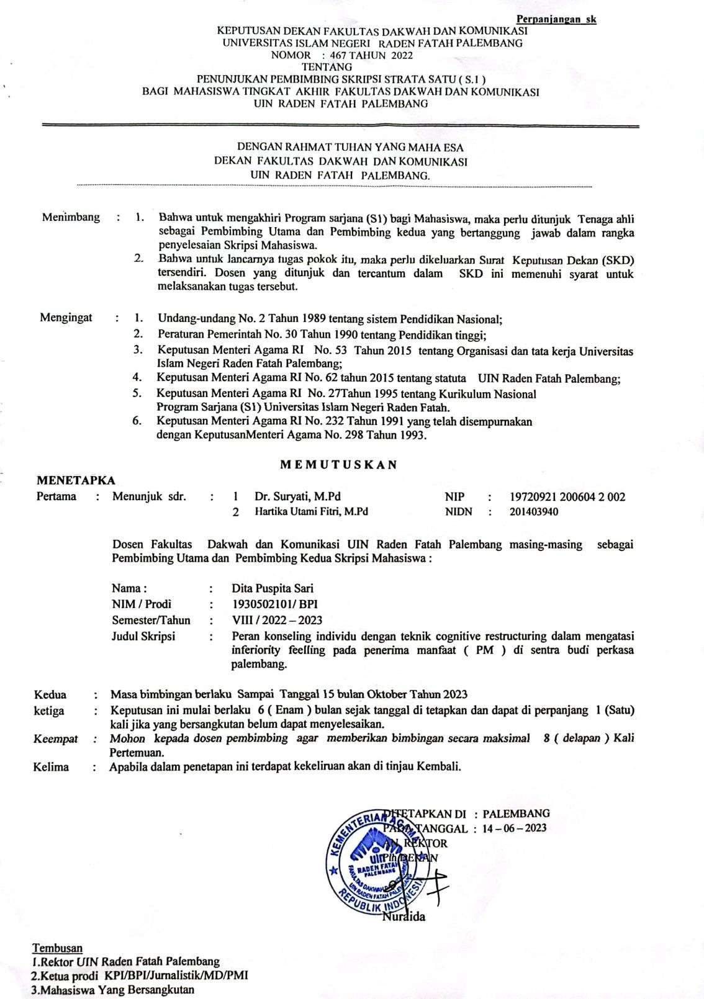 Perpanjangan sk
KEPUTUSAN DEKAN FAKULTAS DAKWAH DAN KOMUNIKASI
UNIVERSITAS ISLAM NEGERI RADEN FATAH PALEMBANG
NOMOR : 467 TAHUN 2022
TENTANG
PENUNJUKAN PEMBIMBING SKRIPSI STRATA SATU ( S.1 )
BAGI MAHASISWA TINGKAT AKHIR FAKULTAS DAKWAH DAN KOMUNIKASI
UIN RADEN FATAH PALEMBANG
DENGAN RAHMAT TUHAN YANG MAHA ESA
DEKAN FAKULTAS DAKWAH DAN KOMUNIKASI
UIN RADEN FATAH PALEMBANG.
Menimbang : 1. Bahwa untuk mengakhiri Program sarjana (S1) bagi Mahasiswa, maka perlu ditunjuk Tenaga ahli
sebagai Pembimbing Utama dan Pembimbing kedua yang bertanggung jawab dalam rangka
penyelesaian Skripsi Mahasiswa.
2. Bahwa untuk lancarnya tugas pokok itu, maka perlu dikeluarkan Surat Keputusan Dekan (SKD)
tersendiri. Dosen yang ditunjuk dan tercantum dalam SKD ini memenuhi syarat untuk
melaksanakan tugas tersebut.
Mengingat : 1. Undang-undang No. 2 Tahun 1989 tentang sistem Pendidikan Nasional;
2. Peraturan Pemerintah No. 30 Tahun 1990 tentang Pendidikan tinggi;
3. Keputusan Menteri Agama RI No. 53 Tahun 2015 tentang Organisasi dan tata kerja Universitas
Islam Negeri Raden Fatah Palembang;
4. Keputusan Menteri Agama RI No. 62 tahun 2015 tentang statuta UIN Raden Fatah Palembang;
5. Keputusan Menteri Agama RI No. 27Tahun 1995 tentang Kurikulum Nasional
Program Sarjana (S1) Universitas Islam Negeri Raden Fatah.
6. Keputusan Menteri Agama RI No. 232 Tahun 1991 yang telah disempurnakan
dengan KeputusanMenteri Agama No. 298 Tahun 1993.
M E M U T U S K A N
MENETAPKA
Pertama : Menunjuk sdr. : 1 Dr. Suryati, M.Pd NIP : 19720921 200604 2 002
2 Hartika Utami Fitri, M.Pd NIDN : 201403940
Dosen Fakultas Dakwah dan Komunikasi UIN Raden Fatah Palembang masing-masing sebagai
Pembimbing Utama dan Pembimbing Kedua Skripsi Mahasiswa :
Nama : : Dita Puspita Sari
NIM / Prodi : 1930502101/ BPI
Semester/Tahun : VIII / 2022 – 2023
Judul Skripsi : Peran konseling individu dengan teknik cognitive restructuring dalam mengatasi
inferiority feelling pada penerima manfaat ( PM ) di sentra budi perkasa
palembang.
Kedua : Masa bimbingan berlaku Sampai Tanggal 15 bulan Oktober Tahun 2023
ketiga : Keputusan ini mulai berlaku 6 ( Enam ) bulan sejak tanggal di tetapkan dan dapat di perpanjang 1 (Satu)
kali jika yang bersangkutan belum dapat menyelesaikan.
Keempat : Mohon kepada dosen pembimbing agar memberikan bimbingan secara maksimal 8 ( delapan ) Kali
Pertemuan.
Kelima : Apabila dalam penetapan ini terdapat kekeliruan akan di tinjau Kembali.
DITETAPKAN DI : PALEMBANG
PADA TANGGAL : 14 – 06 – 2023
AN. REKTOR
Plh DEKAN
KEMENTERIAN AGAMA
UIN
RADEN FATAH
PALEMBANG
FAKULTAS DAKWAH DAN KOMUNIKASI
UIN RADEN FATAH PALEMBANG
REPUBLIK INDONESIA
Nuraida
Tembusan
1.Rektor UIN Raden Fatah Palembang
2.Ketua prodi KPI/BPI/Jurnalistik/MD/PMI
3.Mahasiswa Yang Bersangkutan